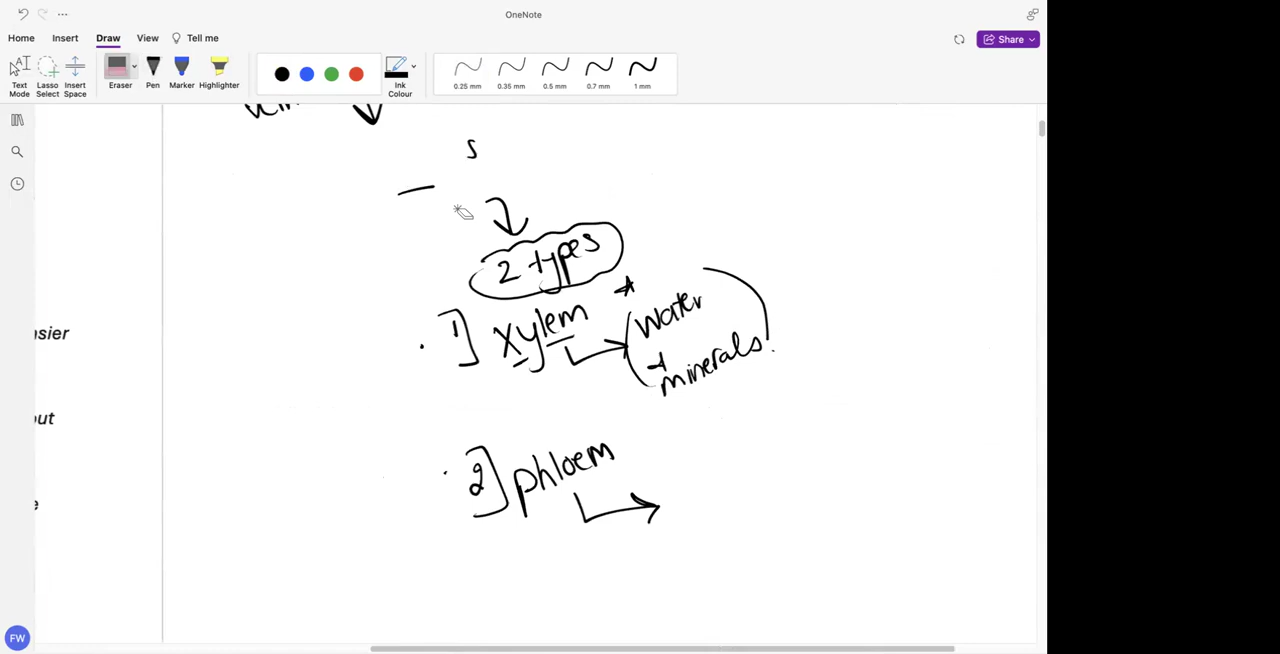 OneNote
Home Insert Draw View Tell me
Share
Text Mode
Lasso Select
Insert Space
Eraser
Pen
Marker
Highlighter
Ink Colour
0.25 mm
0.35 mm
0.5 mm
0.7 mm
1 mm
s
2 types
1] xylem
Water
+
minerals.
2] phloem
sier
out
e
FW